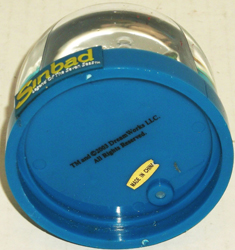 Sinbad
TM and ©2003 DreamWorks L.L.C.
All Rights Reserved.
MADE IN CHINA